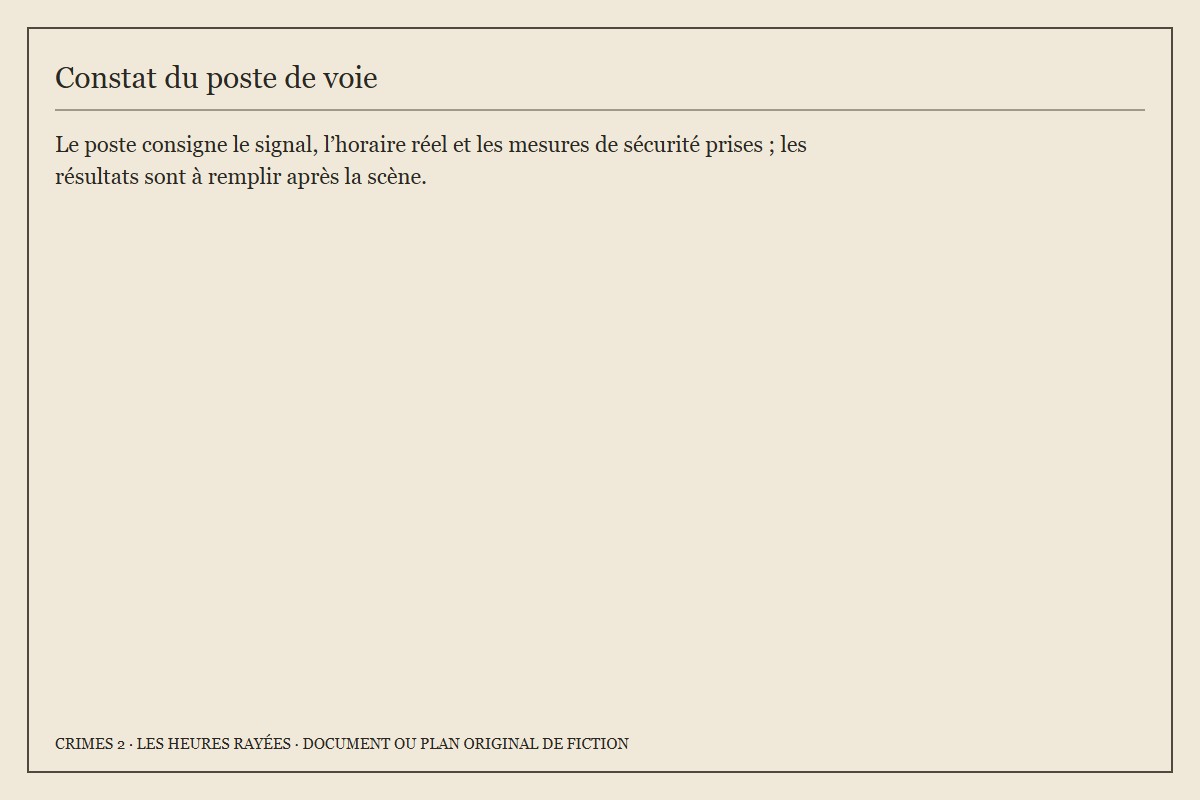 Constat du poste de voie
Le poste consigne le signal, l’horaire réel et les mesures de sécurité prises ; les
résultats sont à remplir après la scène.
CRIMES 2 · LES HEURES RAYÉES · DOCUMENT OU PLAN ORIGINAL DE FICTION